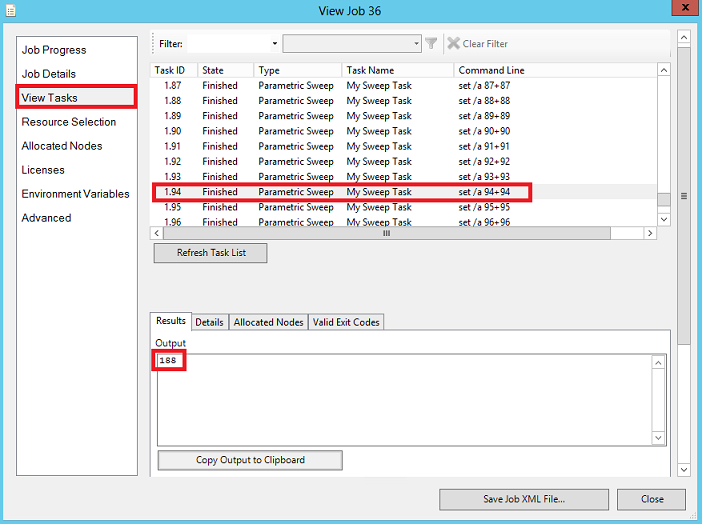 View Job 36
x
Job Progress
Job Details
View Tasks
Resource Selection
Allocated Nodes
Licenses
Environment Variables
Advanced
Filter: Clear Filter
Task ID State Type Task Name Command Line
1.87 Finished Parametric Sweep My Sweep Task set /a 87+87
1.88 Finished Parametric Sweep My Sweep Task set /a 88+88
1.89 Finished Parametric Sweep My Sweep Task set /a 89+89
1.90 Finished Parametric Sweep My Sweep Task set /a 90+90
1.91 Finished Parametric Sweep My Sweep Task set /a 91+91
1.92 Finished Parametric Sweep My Sweep Task set /a 92+92
1.93 Finished Parametric Sweep My Sweep Task set /a 93+93
1.94 Finished Parametric Sweep My Sweep Task set /a 94+94
1.95 Finished Parametric Sweep My Sweep Task set /a 95+95
1.96 Finished Parametric Sweep My Sweep Task set /a 96+96
Refresh Task List
Results Details Allocated Nodes Valid Exit Codes
Output
188
Copy Output to Clipboard
Save Job XML File... Close